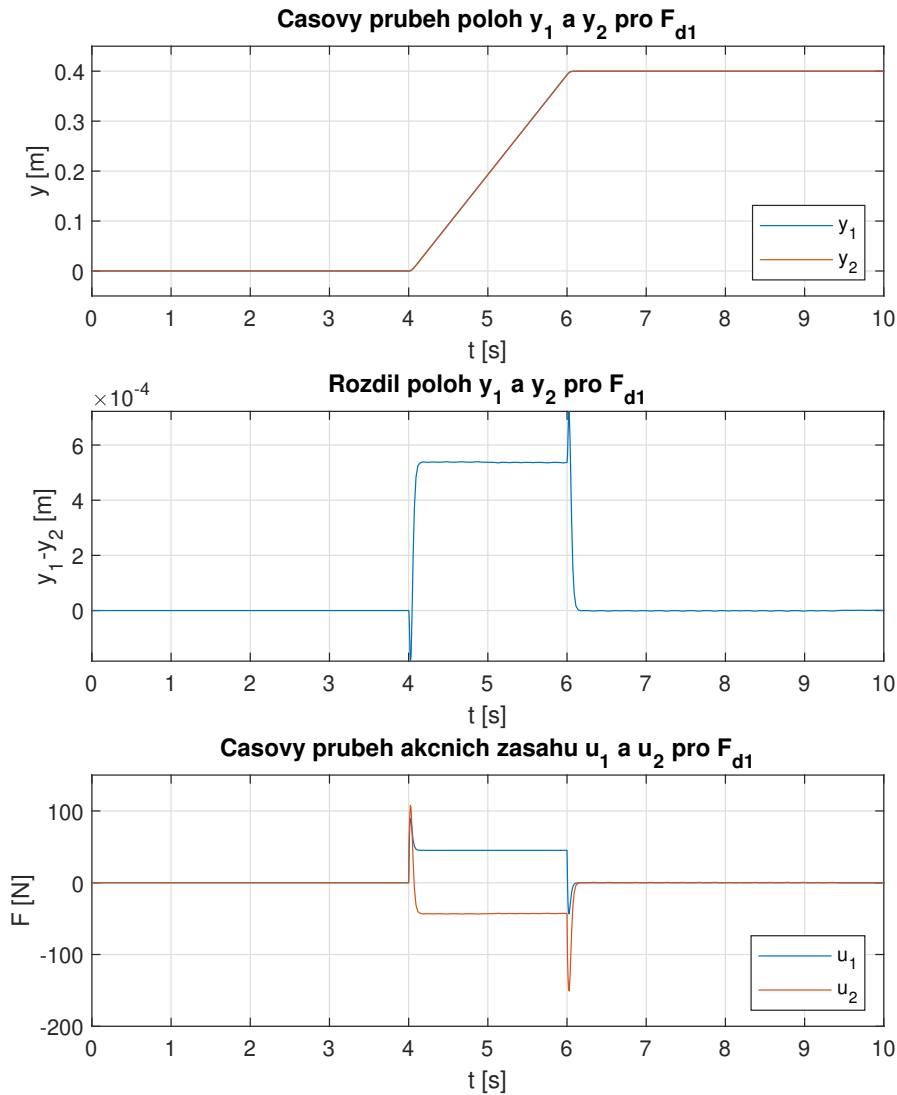 Casovy prubeh poloh y₁ a y₂ pro F_d1
0.4
0.3
0.2
0.1
0
y [m]
y₁
y₂
0 1 2 3 4 5 6 7 8 9 10
t [s]
Rozdil poloh y₁ a y₂ pro F_d1
×10⁻⁴
6
4
2
0
y₁-y₂ [m]
0 1 2 3 4 5 6 7 8 9 10
t [s]
Casovy prubeh akcnich zasahu u₁ a u₂ pro F_d1
100
0
-100
-200
F [N]
u₁
u₂
0 1 2 3 4 5 6 7 8 9 10
t [s]